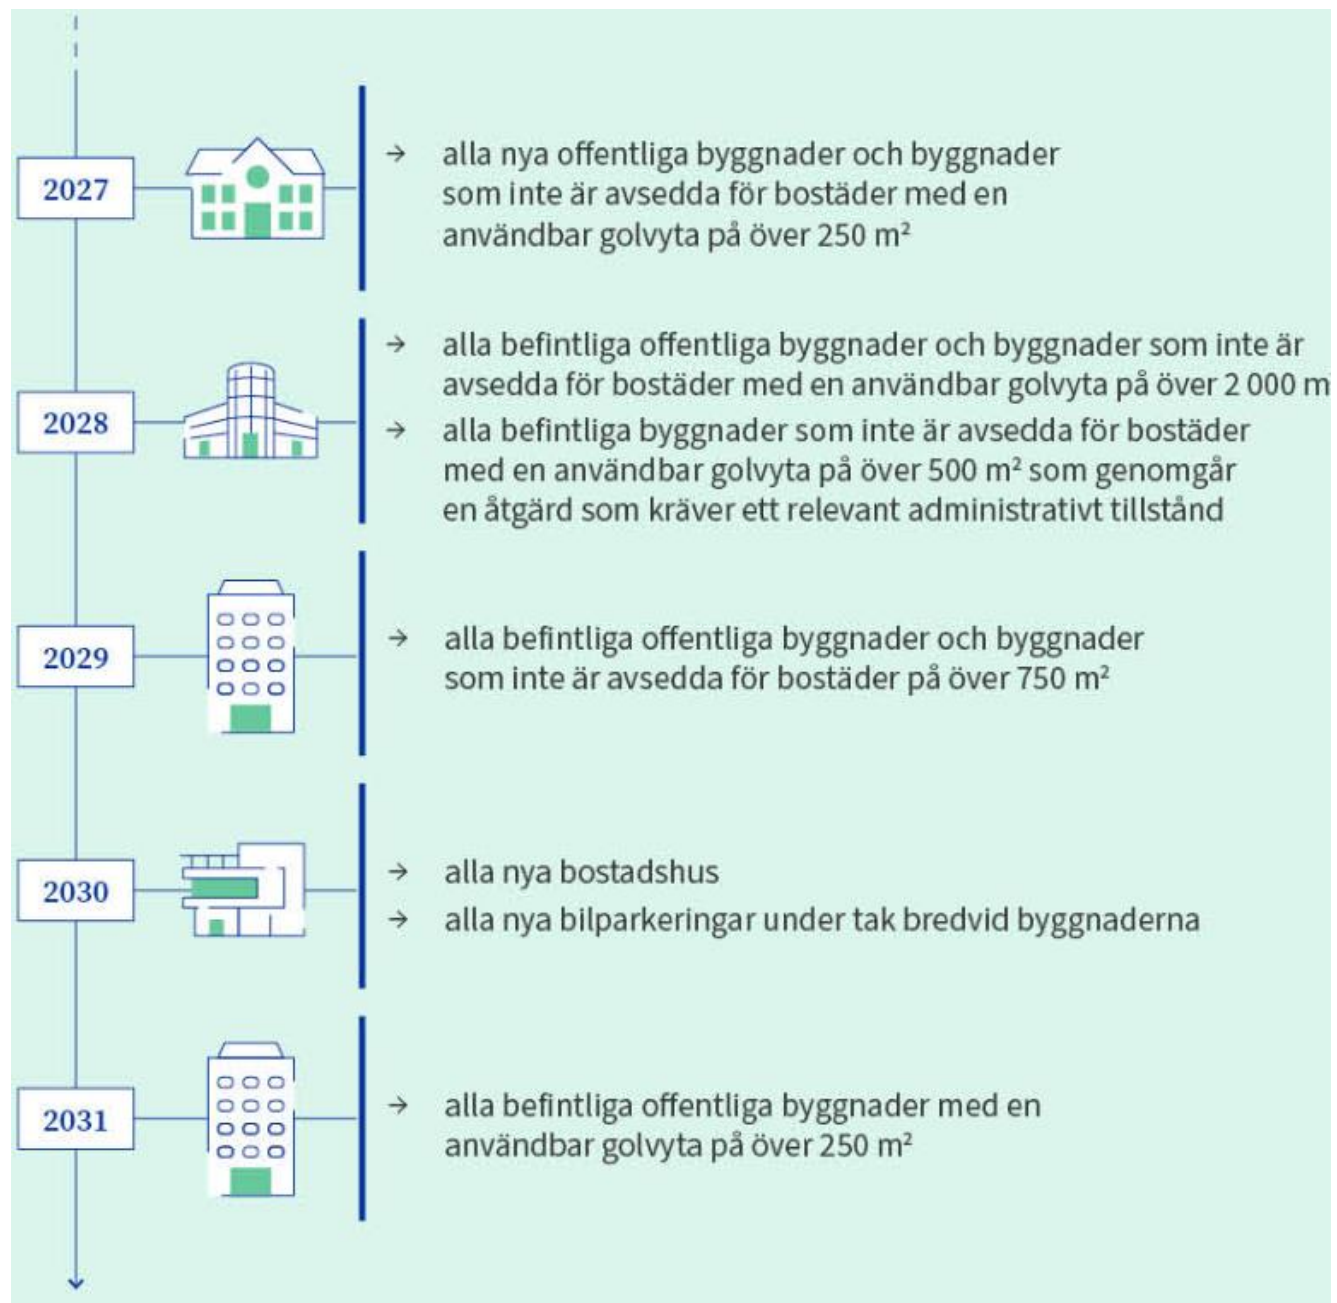 2027
→ alla nya offentliga byggnader och byggnader
som inte är avsedda för bostäder med en
användbar golvyta på över 250 m²
2028
→ alla befintliga offentliga byggnader och byggnader som inte är
avsedda för bostäder med en användbar golvyta på över 2 000 m
→ alla befintliga byggnader som inte är avsedda för bostäder
med en användbar golvyta på över 500 m² som genomgår
en åtgärd som kräver ett relevant administrativt tillstånd
2029
→ alla befintliga offentliga byggnader och byggnader
som inte är avsedda för bostäder på över 750 m²
2030
→ alla nya bostadshus
→ alla nya bilparkeringar under tak bredvid byggnaderna
2031
→ alla befintliga offentliga byggnader med en
användbar golvyta på över 250 m²